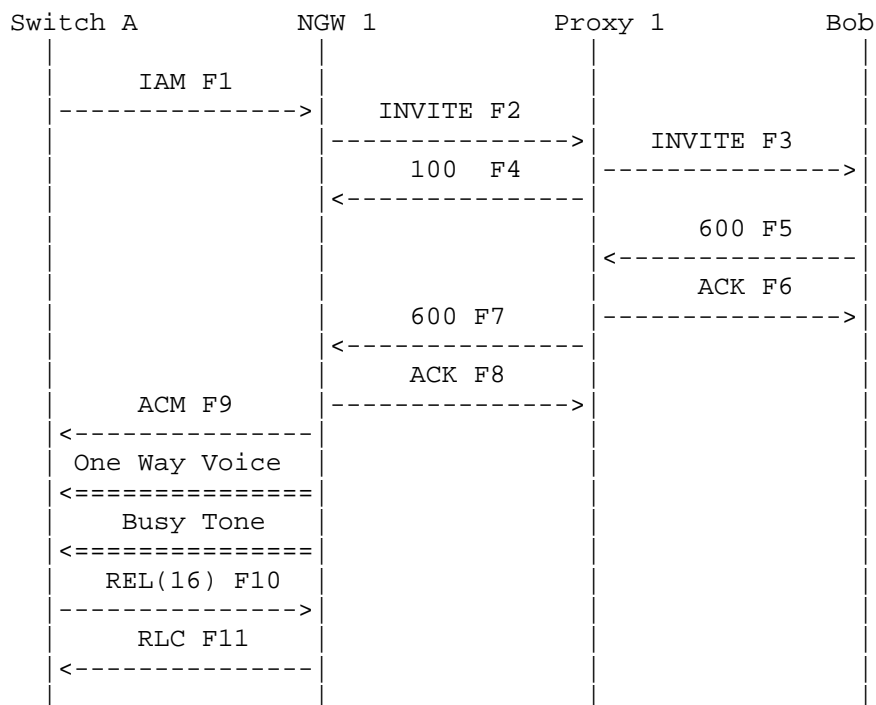 Switch A NGW 1 Proxy 1 Bob
IAM F1
INVITE F2
INVITE F3
100 F4
600 F5
ACK F6
600 F7
ACK F8
ACM F9
One Way Voice
Busy Tone
REL(16) F10
RLC F11